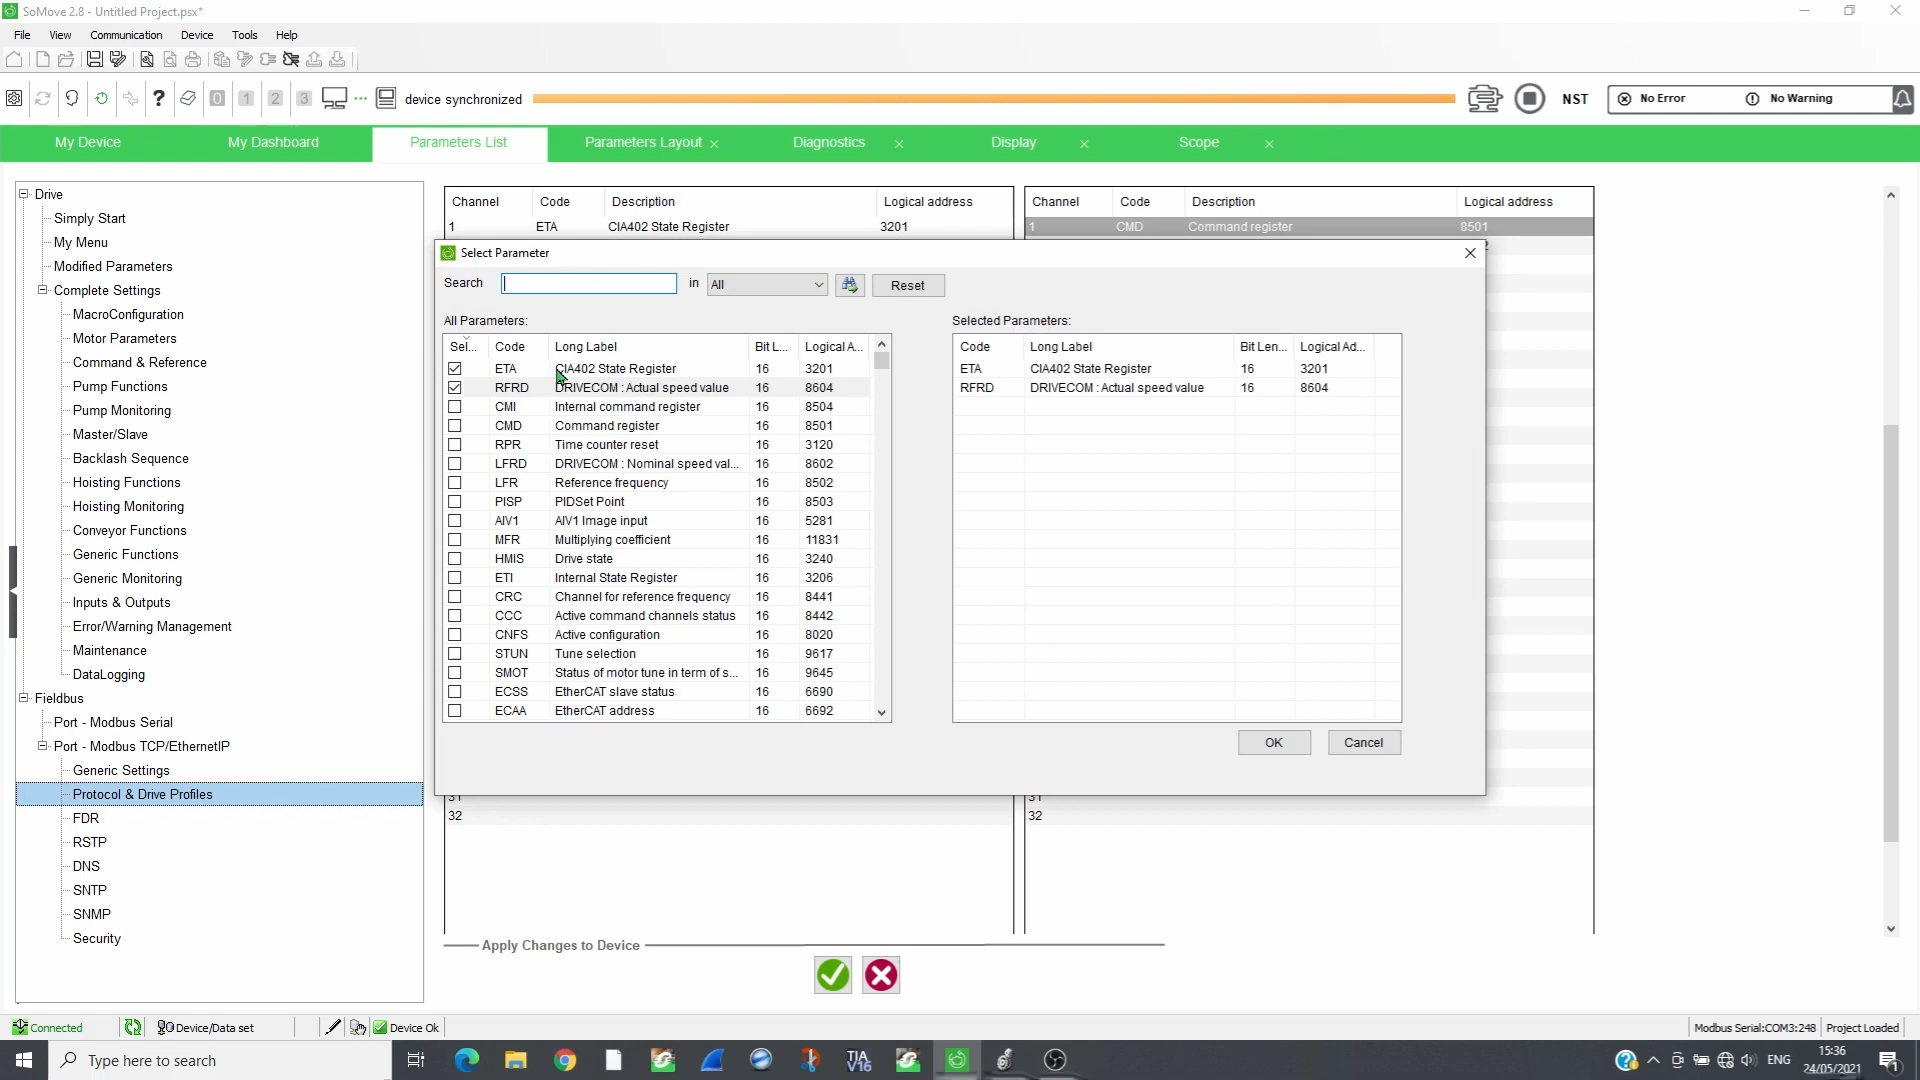 SoMove 2.8 - Untitled Project.psx*
File View Communication Device Tools Help
? 0 1 2 3 ... device synchronized NST No Error No Warning
My Device My Dashboard Parameters List Parameters Layout Diagnostics Display Scope
Drive
Simply Start
My Menu
Modified Parameters
Complete Settings
MacroConfiguration
Motor Parameters
Command & Reference
Pump Functions
Pump Monitoring
Master/Slave
Backlash Sequence
Hoisting Functions
Hoisting Monitoring
Conveyor Functions
Generic Functions
Generic Monitoring
Inputs & Outputs
Error/Warning Management
Maintenance
DataLogging
Fieldbus
Port - Modbus Serial
Port - Modbus TCP/EthernetIP
Generic Settings
Protocol & Drive Profiles
FDR
RSTP
DNS
SNTP
SNMP
Security
Channel Code Description Logical address
1 ETA CIA402 State Register 3201
Channel Code Description Logical address
1 CMD Command register 8501
Select Parameter
Search in All Reset
All Parameters:
Sel... Code Long Label Bit L... Logical A...
ETA CIA402 State Register 16 3201
RFRD DRIVECOM : Actual speed value 16 8604
CMI Internal command register 16 8504
CMD Command register 16 8501
RPR Time counter reset 16 3120
LFRD DRIVECOM : Nominal speed val... 16 8602
LFR Reference frequency 16 8502
PISP PIDSet Point 16 8503
AIV1 AIV1 Image input 16 5281
MFR Multiplying coefficient 16 11831
HMIS Drive state 16 3240
ETI Internal State Register 16 3206
CRC Channel for reference frequency 16 8441
CCC Active command channels status 16 8442
CNFS Active configuration 16 8020
STUN Tune selection 16 9617
SMOT Status of motor tune in term of s... 16 9645
ECSS EtherCAT slave status 16 6690
ECAA EtherCAT address 16 6692
Selected Parameters:
Code Long Label Bit Len... Logical Ad...
ETA CIA402 State Register 16 3201
RFRD DRIVECOM : Actual speed value 16 8604
OK Cancel
31
32
31
32
Apply Changes to Device
Connected Device/Data set Device Ok Modbus Serial:COM3:248 Project Loaded
Type here to search
TIA V16
ENG
15:36
24/05/2021
1